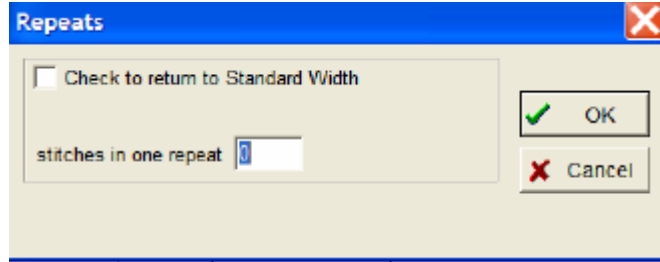 Repeats
Check to return to Standard Width
OK
stitches in one repeat 0
Cancel